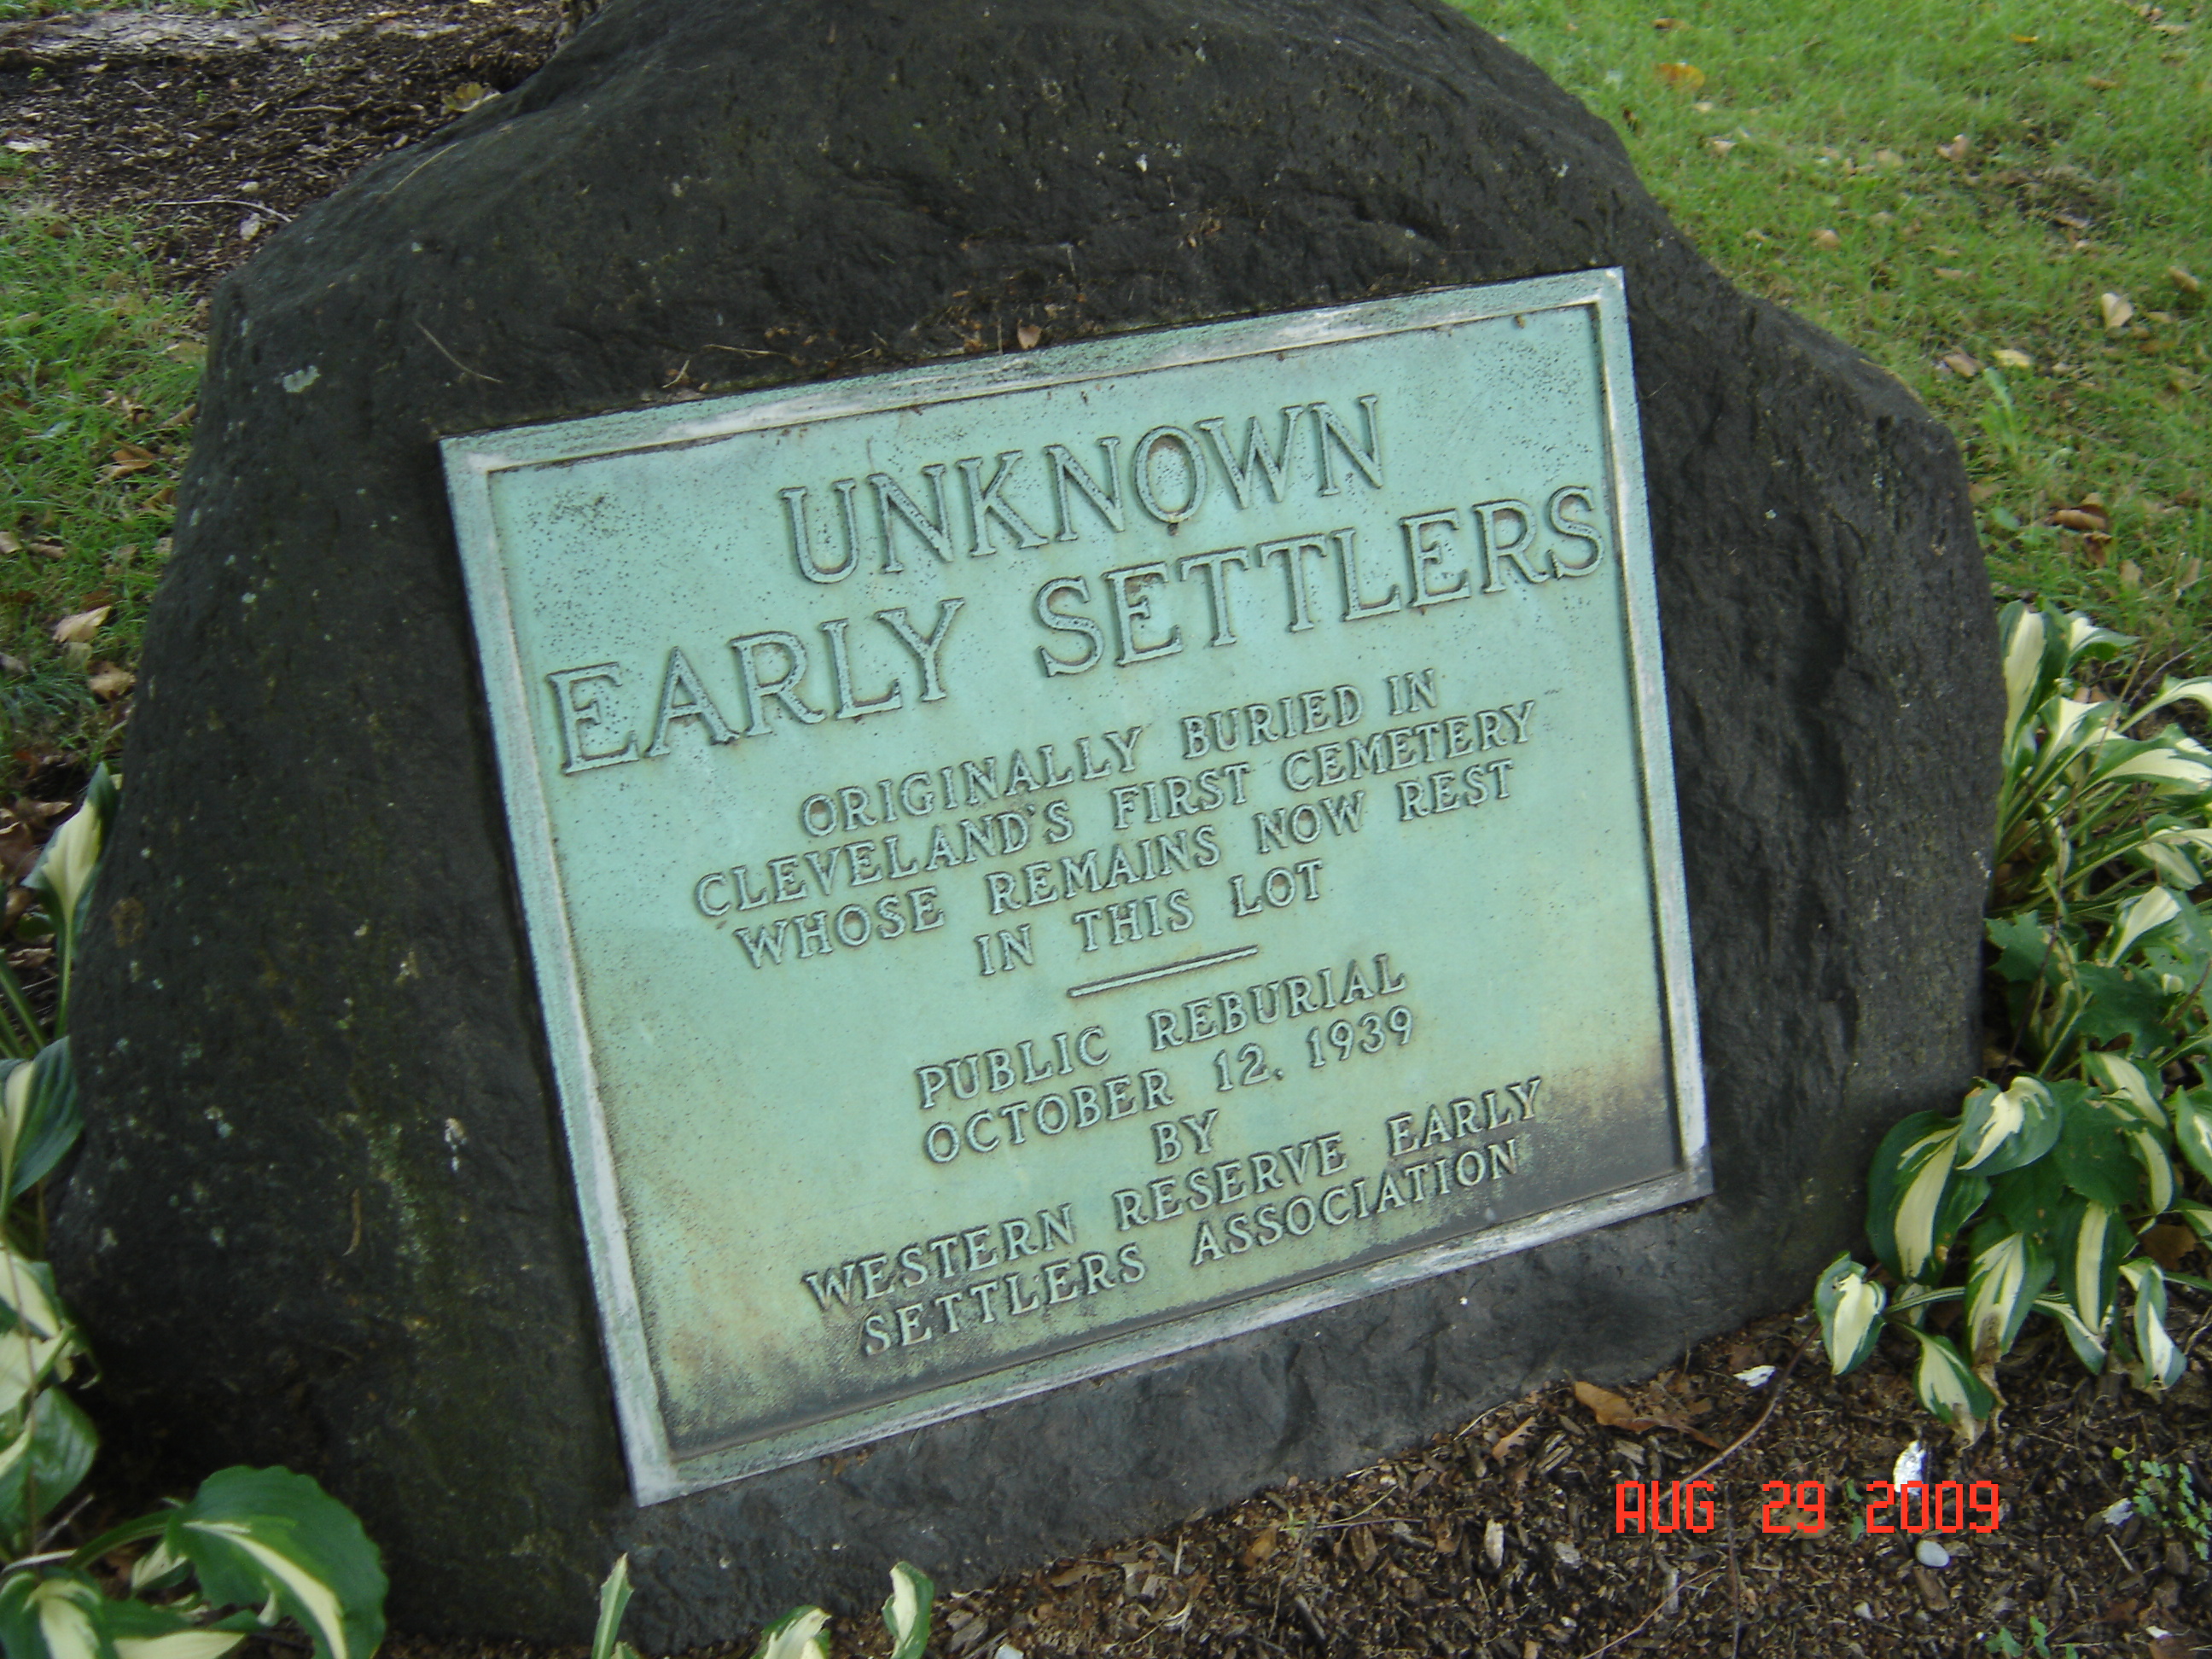 UNKNOWN
EARLY SETTLERS
ORIGINALLY BURIED IN
CLEVELAND'S FIRST CEMETERY
WHOSE REMAINS NOW REST
IN THIS LOT
PUBLIC REBURIAL
OCTOBER 12, 1939
BY
WESTERN RESERVE EARLY
SETTLERS ASSOCIATION
AUG 29 2009